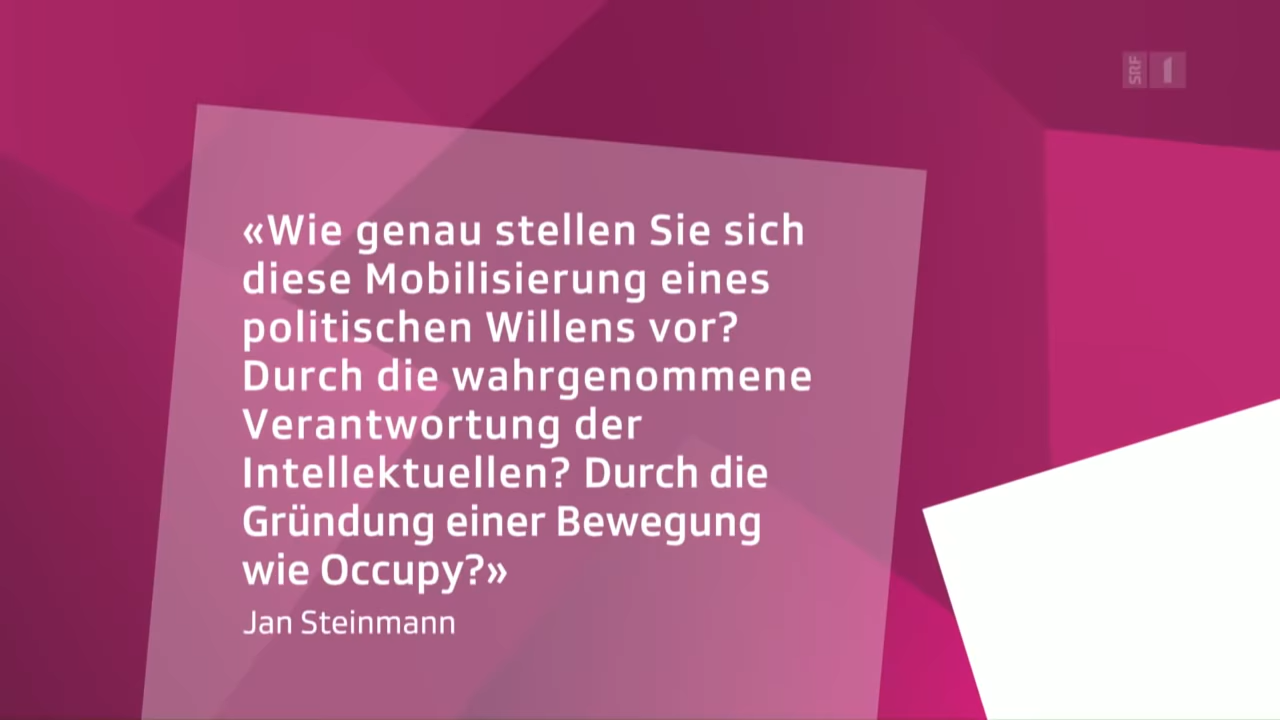 SRF 1
«Wie genau stellen Sie sich
diese Mobilisierung eines
politischen Willens vor?
Durch die wahrgenommene
Verantwortung der
Intellektuellen? Durch die
Gründung einer Bewegung
wie Occupy?»
Jan Steinmann